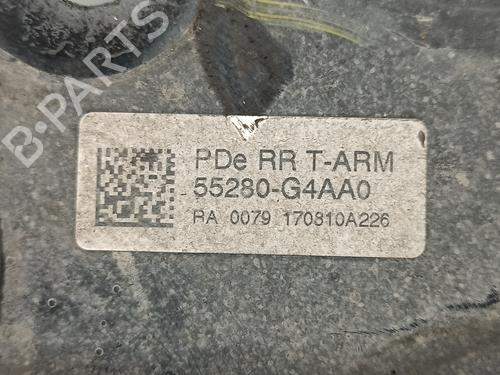 B-PARTS
PDe RR T-ARM
55280-G4AA0
RA 0079 170810A226